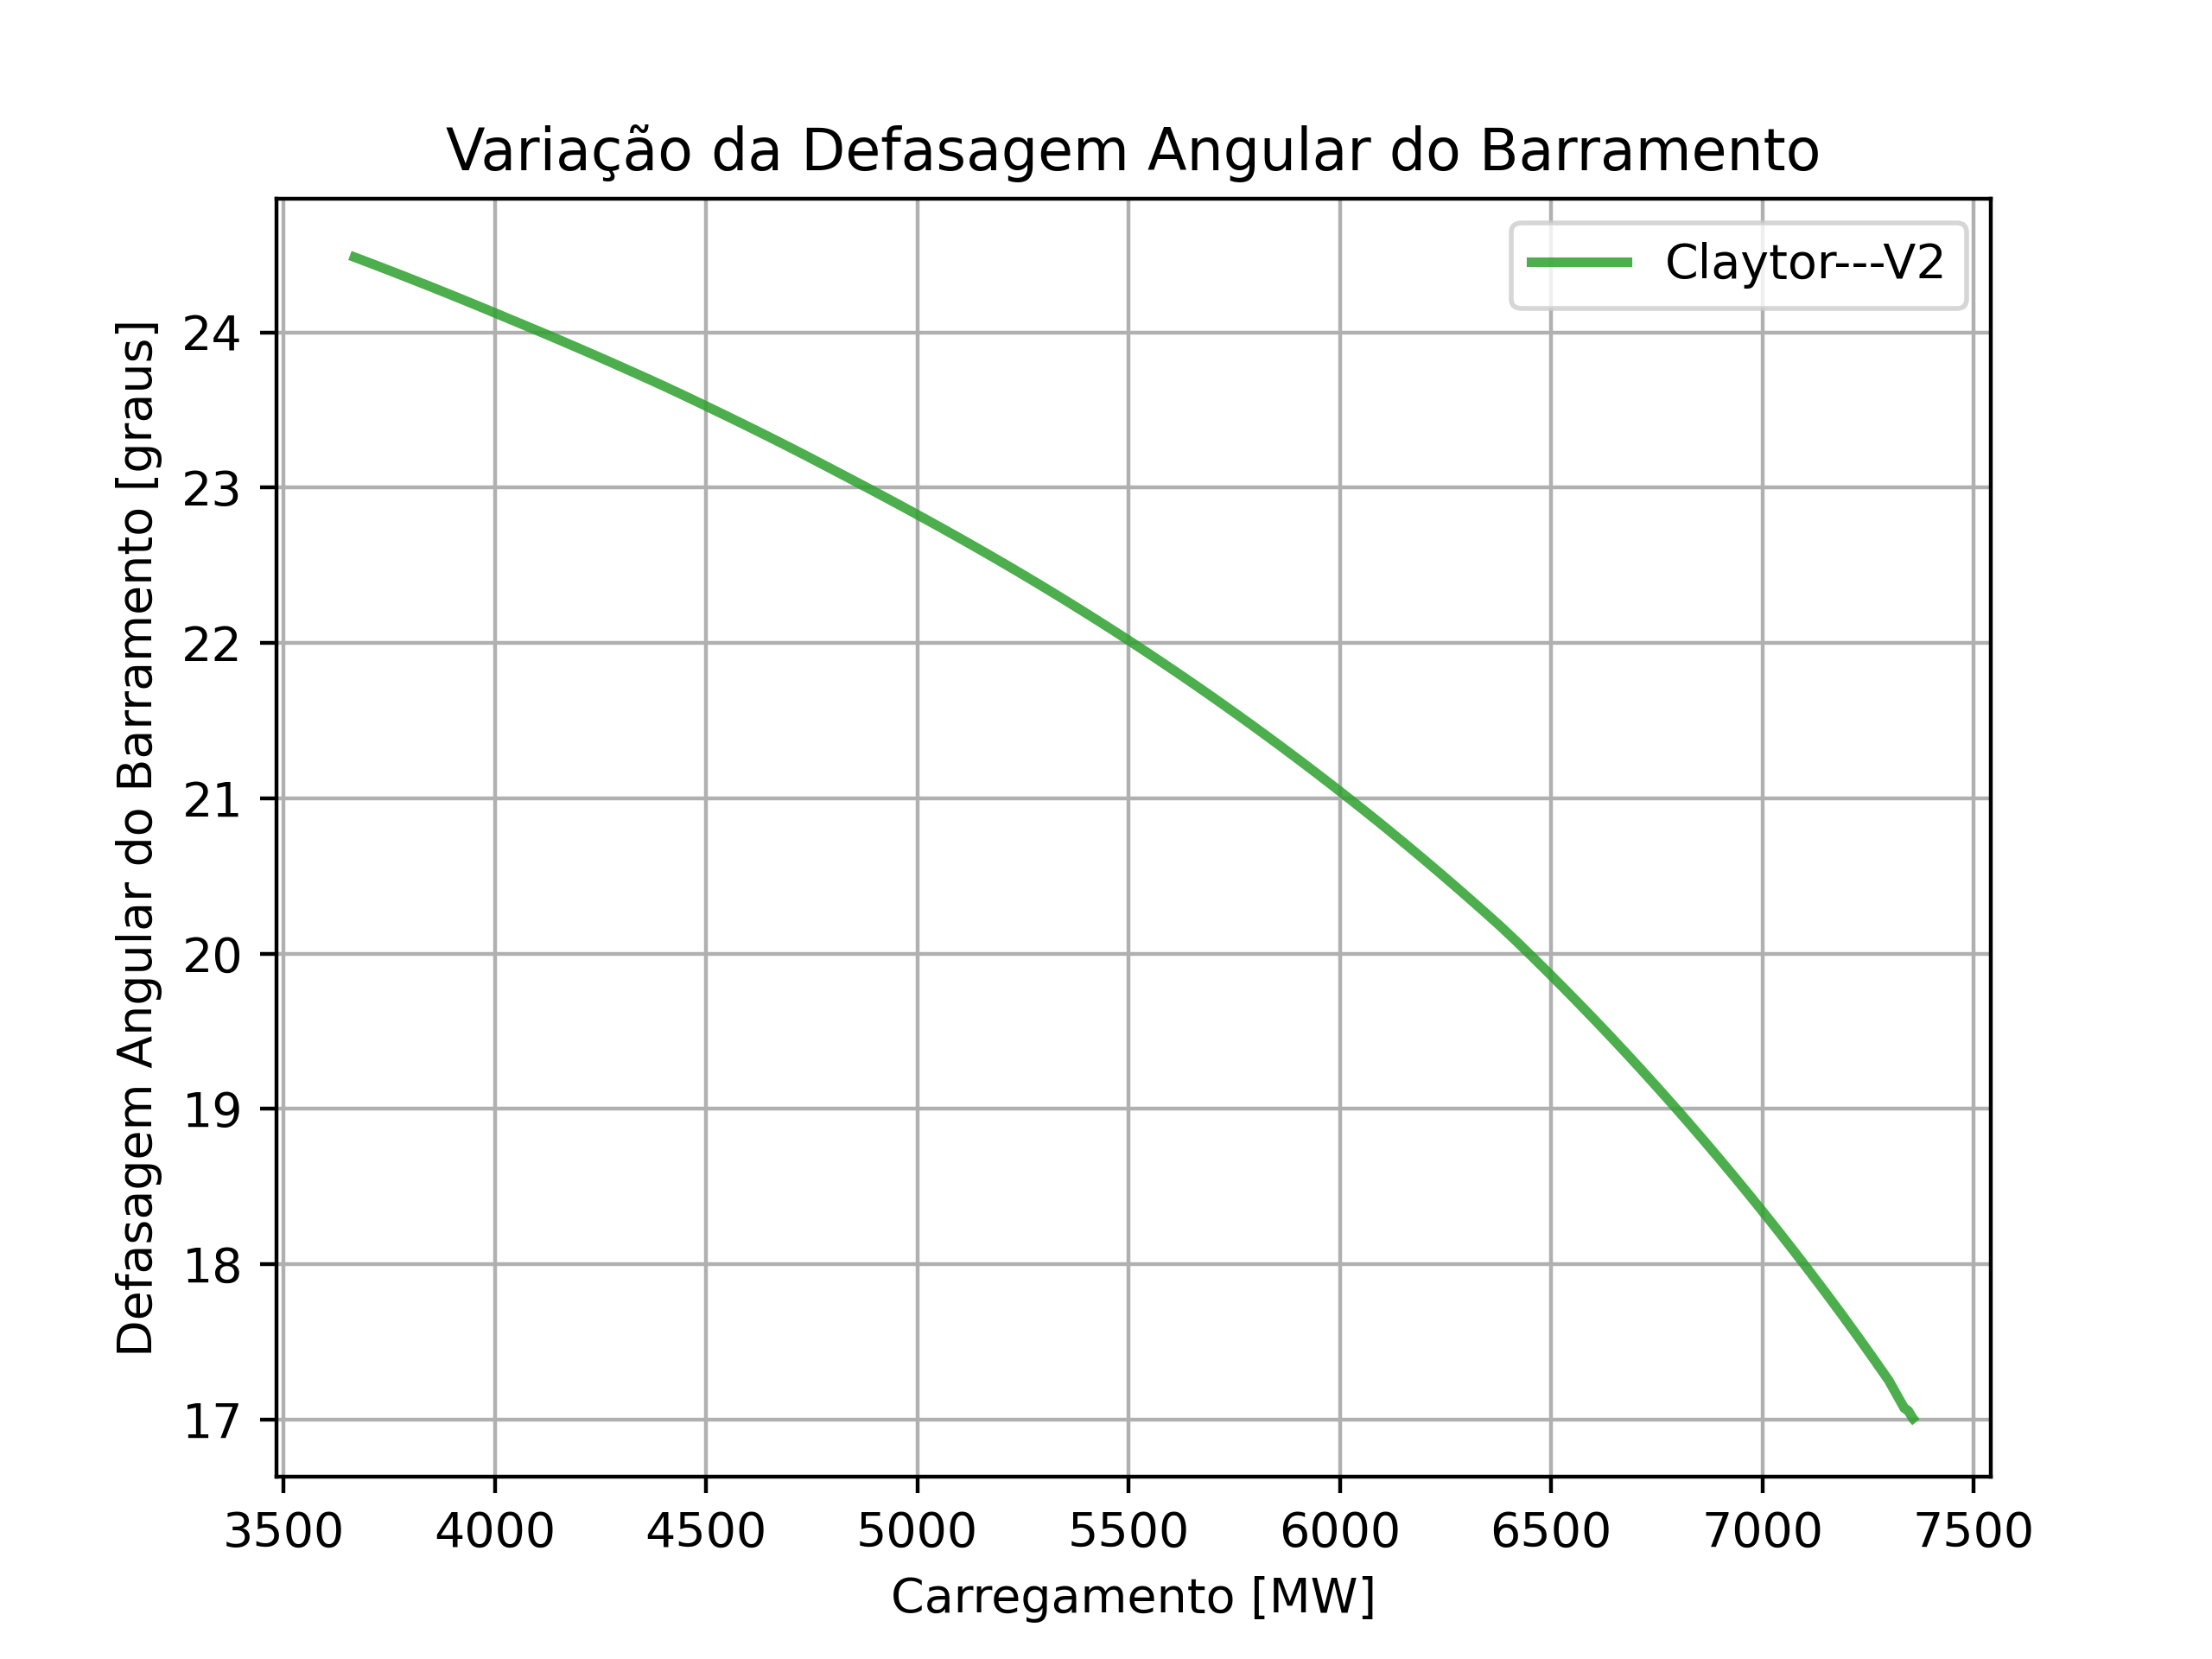 Variação da Defasagem Angular do Barramento
Claytor---V2
Defasagem Angular do Barramento [graus]
24
23
22
21
20
19
18
17
3500 4000 4500 5000 5500 6000 6500 7000 7500
Carregamento [MW]